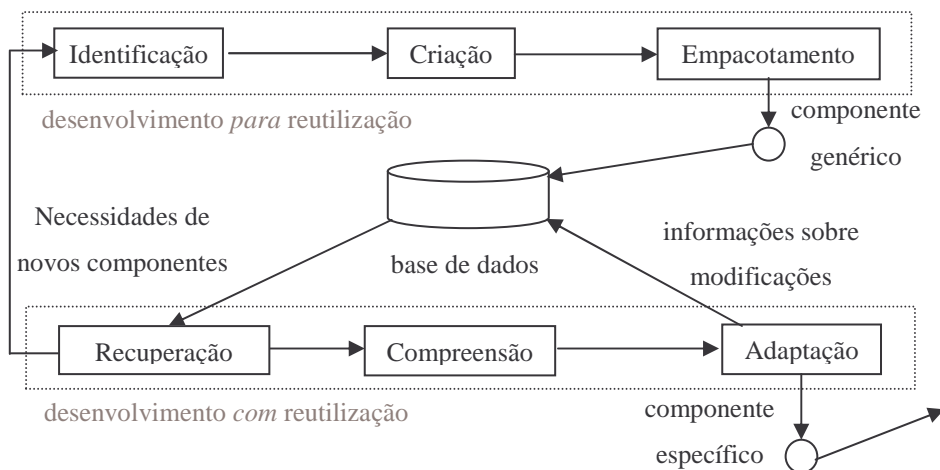 Identificação
Criação
Empacotamento
desenvolvimento para reutilização
componente
genérico
Necessidades de
novos componentes
base de dados
informações sobre
modificações
Recuperação
Compreensão
Adaptação
desenvolvimento com reutilização
componente
específico